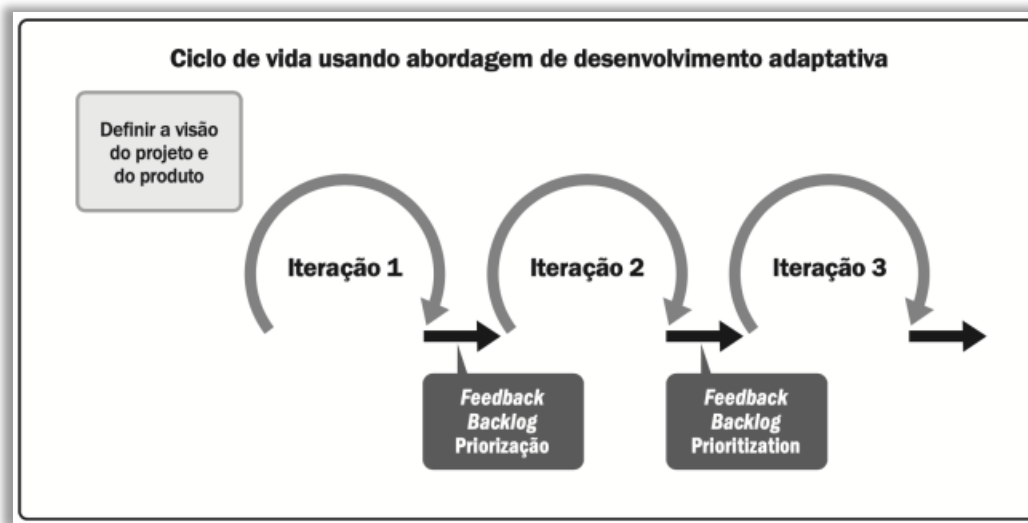 Ciclo de vida usando abordagem de desenvolvimento adaptativa
Definir a visão
do projeto e
do produto
Iteração 1
Iteração 2
Iteração 3
Feedback
Backlog
Priorização
Feedback
Backlog
Prioritization